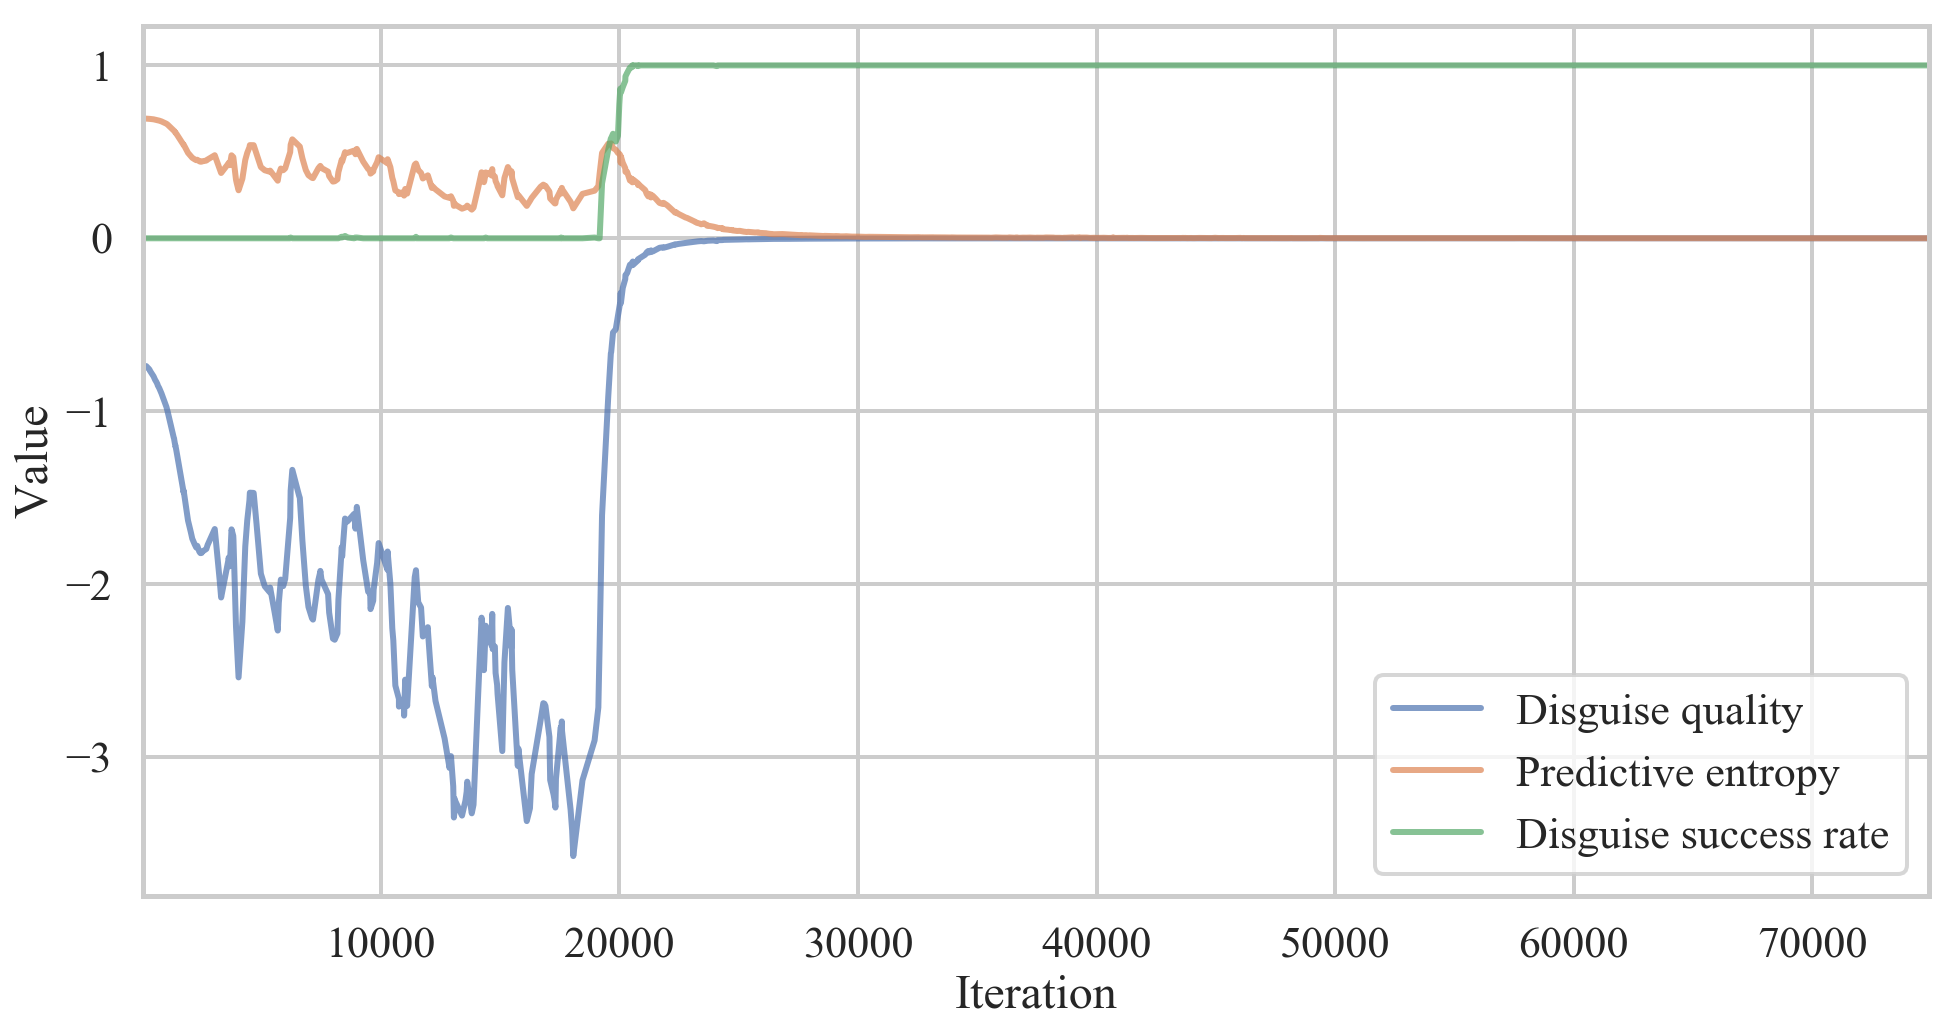 1
0
−1
−2
−3
Value
Disguise quality
Predictive entropy
Disguise success rate
10000 20000 30000 40000 50000 60000 70000
Iteration